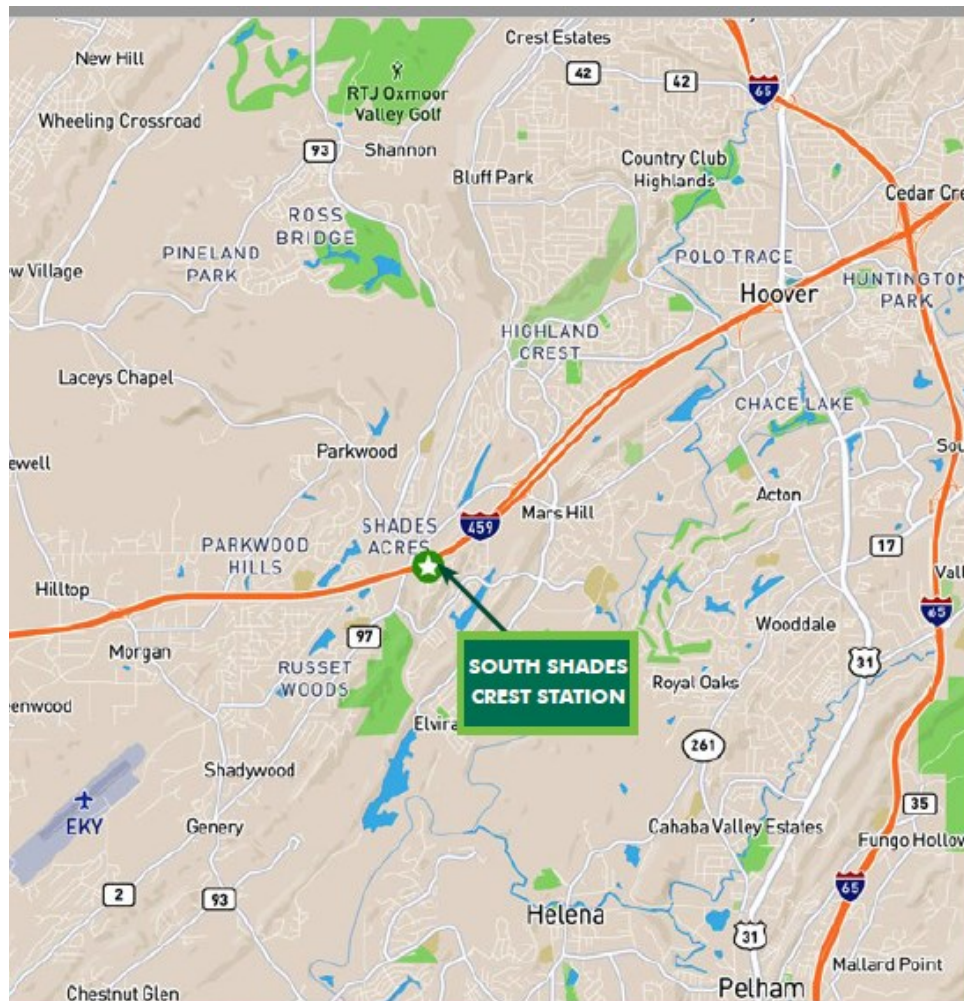 New Hill
Crest Estates
42
42
65
RTJ Oxmoor
Valley Golf
Wheeling Crossroad
93
Shannon
Country Club
Highlands
Bluff Park
Cedar Cre
ROSS
BRIDGE
PINELAND
PARK
POLO TRACE
w Village
Hoover
HUNTINGTON
PARK
HIGHLAND
CREST
Laceys Chapel
CHACE LAKE
Parkwood
Sou
ewell
Acton
459
Mars Hill
SHADES
ACRES
PARKWOOD
HILLS
17
Hilltop
Vall
65
Wooddale
97
Morgan
31
SOUTH SHADES
CREST STATION
RUSSET
WOODS
Royal Oaks
eenwood
Elvira
261
Shadywood
EKY
Genery
35
Cahaba Valley Estates
Fungo Hollow
2
93
65
Helena
31
Mallard Point
Chestnut Glen
Pelham